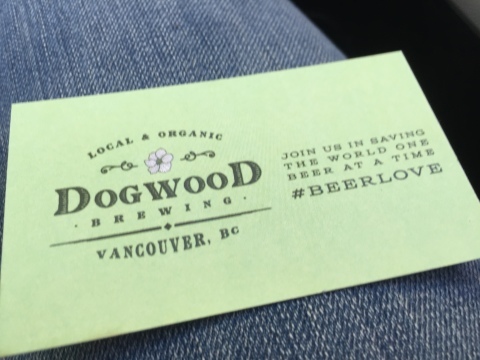 LOCAL & ORGANIC
DOGWOOD
· BREWING ·
VANCOUVER, BC
JOIN US IN SAVING
THE WORLD ONE
BEER AT A TIME
#BEERLOVE